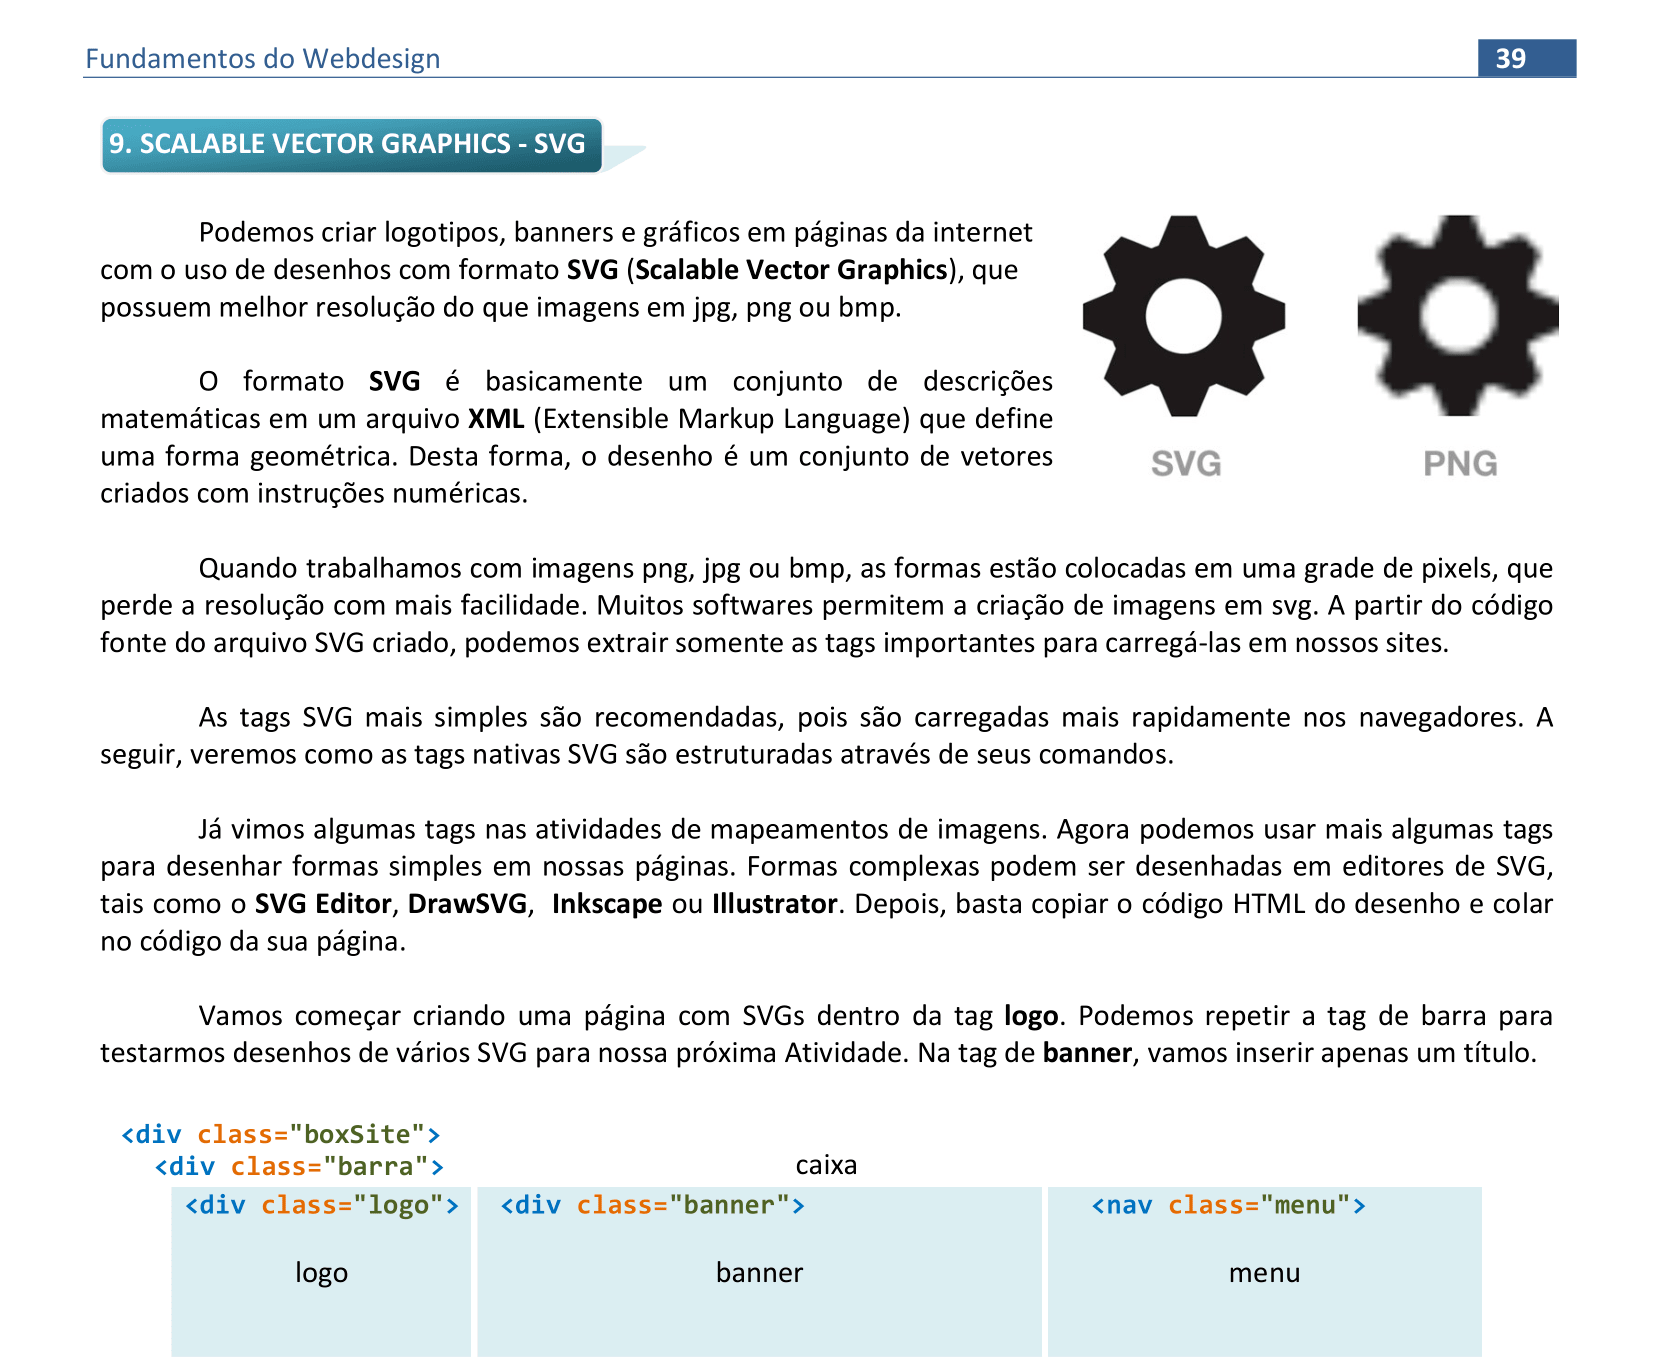 Fundamentos do Webdesign
39
9. SCALABLE VECTOR GRAPHICS - SVG
Podemos criar logotipos, banners e gráficos em páginas da internet
com o uso de desenhos com formato SVG (Scalable Vector Graphics), que
possuem melhor resolução do que imagens em jpg, png ou bmp.
O formato SVG é basicamente um conjunto de descrições
matemáticas em um arquivo XML (Extensible Markup Language) que define
uma forma geométrica. Desta forma, o desenho é um conjunto de vetores
criados com instruções numéricas.
SVG
PNG
Quando trabalhamos com imagens png, jpg ou bmp, as formas estão colocadas em uma grade de pixels, que
perde a resolução com mais facilidade. Muitos softwares permitem a criação de imagens em svg. A partir do código
fonte do arquivo SVG criado, podemos extrair somente as tags importantes para carregá-las em nossos sites.
As tags SVG mais simples são recomendadas, pois são carregadas mais rapidamente nos navegadores. A
seguir, veremos como as tags nativas SVG são estruturadas através de seus comandos.
Já vimos algumas tags nas atividades de mapeamentos de imagens. Agora podemos usar mais algumas tags
para desenhar formas simples em nossas páginas. Formas complexas podem ser desenhadas em editores de SVG,
tais como o SVG Editor, DrawSVG, Inkscape ou Illustrator. Depois, basta copiar o código HTML do desenho e colar
no código da sua página.
Vamos começar criando uma página com SVGs dentro da tag logo. Podemos repetir a tag de barra para
testarmos desenhos de vários SVG para nossa próxima Atividade. Na tag de banner, vamos inserir apenas um título.
<div class="boxSite">
<div class="barra">
caixa
<div class="logo">
<div class="banner">
<nav class="menu">
logo
banner
menu